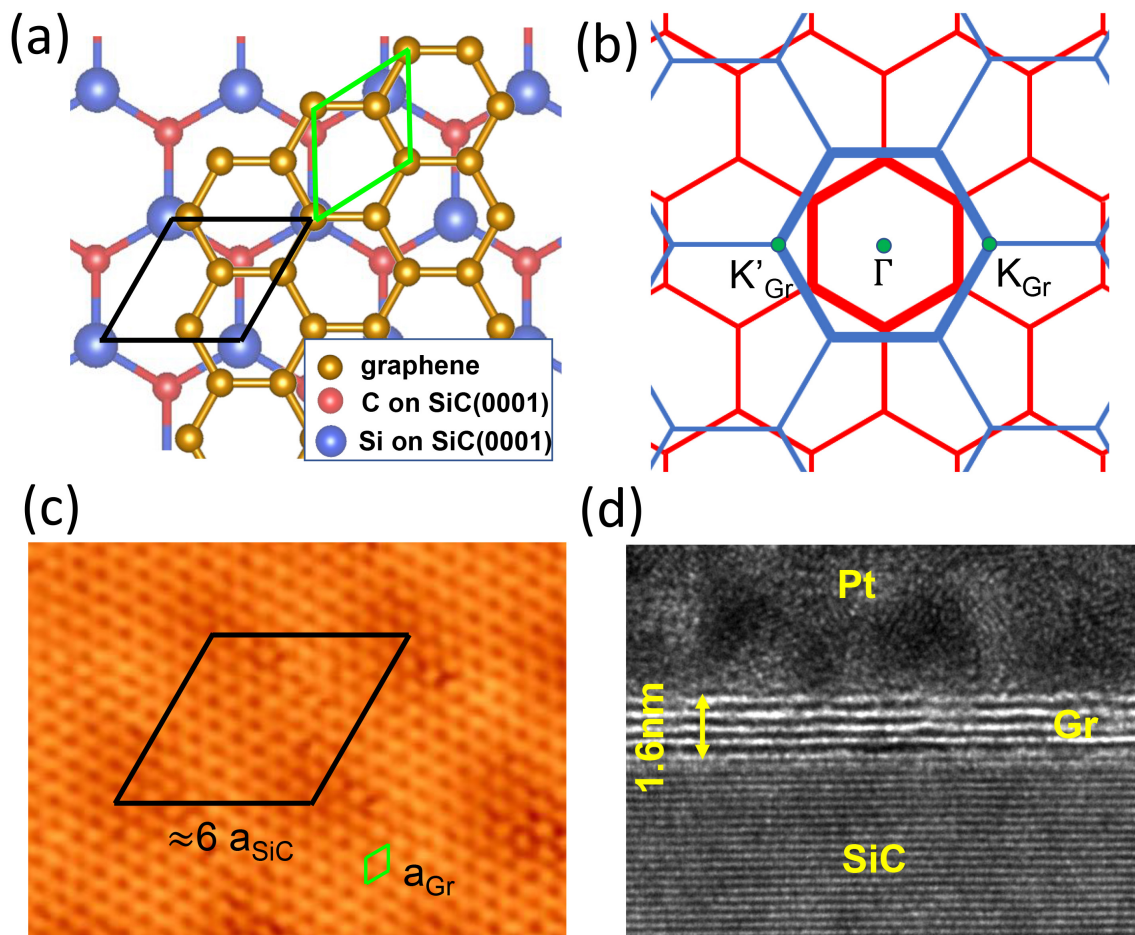 (a)
graphene
C on SiC(0001)
Si on SiC(0001)
(b)
K'Gr
Γ
KGr
(c)
≈6 aSiC
aGr
(d)
Pt
1.6nm
Gr
SiC